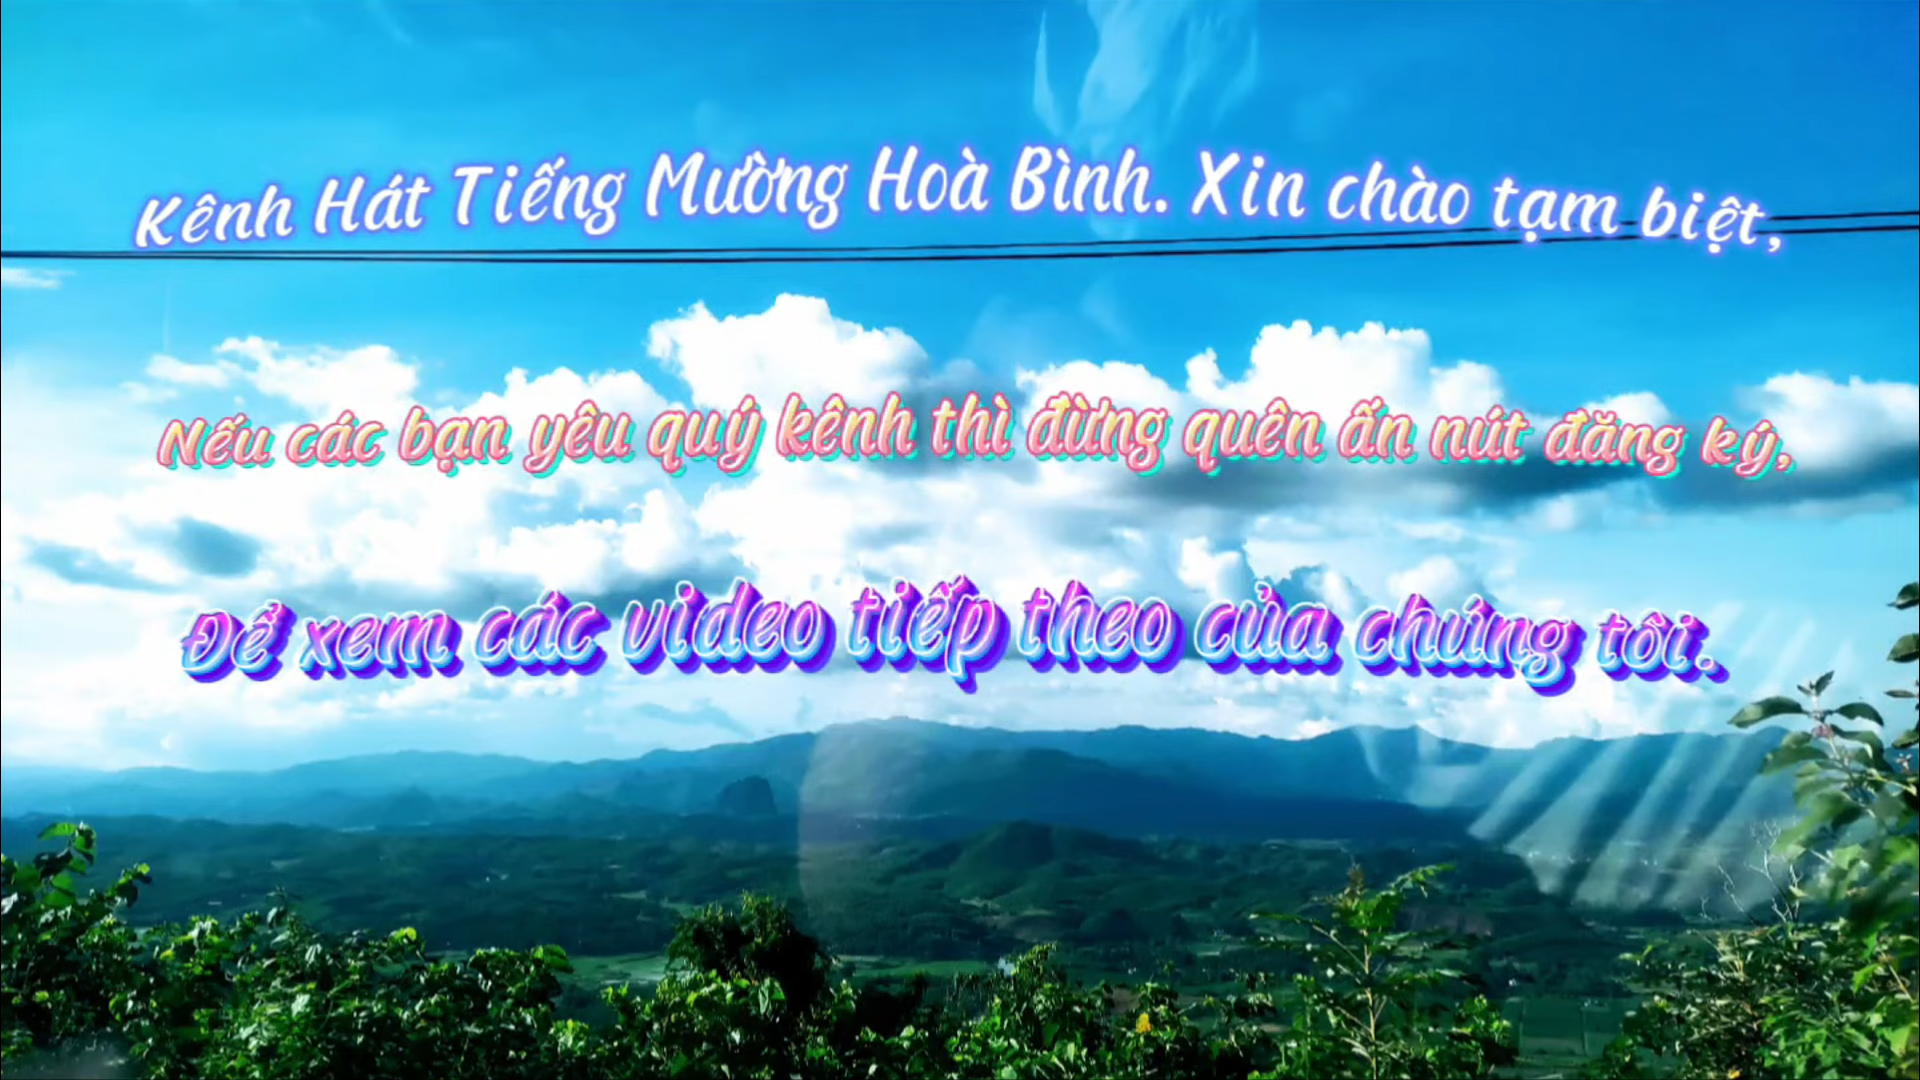 Kênh Hát Tiếng Mường Hoà Bình. Xin chào tạm biệt,
Nếu các bạn yêu quý kênh thì đừng quên ấn nút đăng ký,
Để xem các video tiếp theo của chúng tôi.